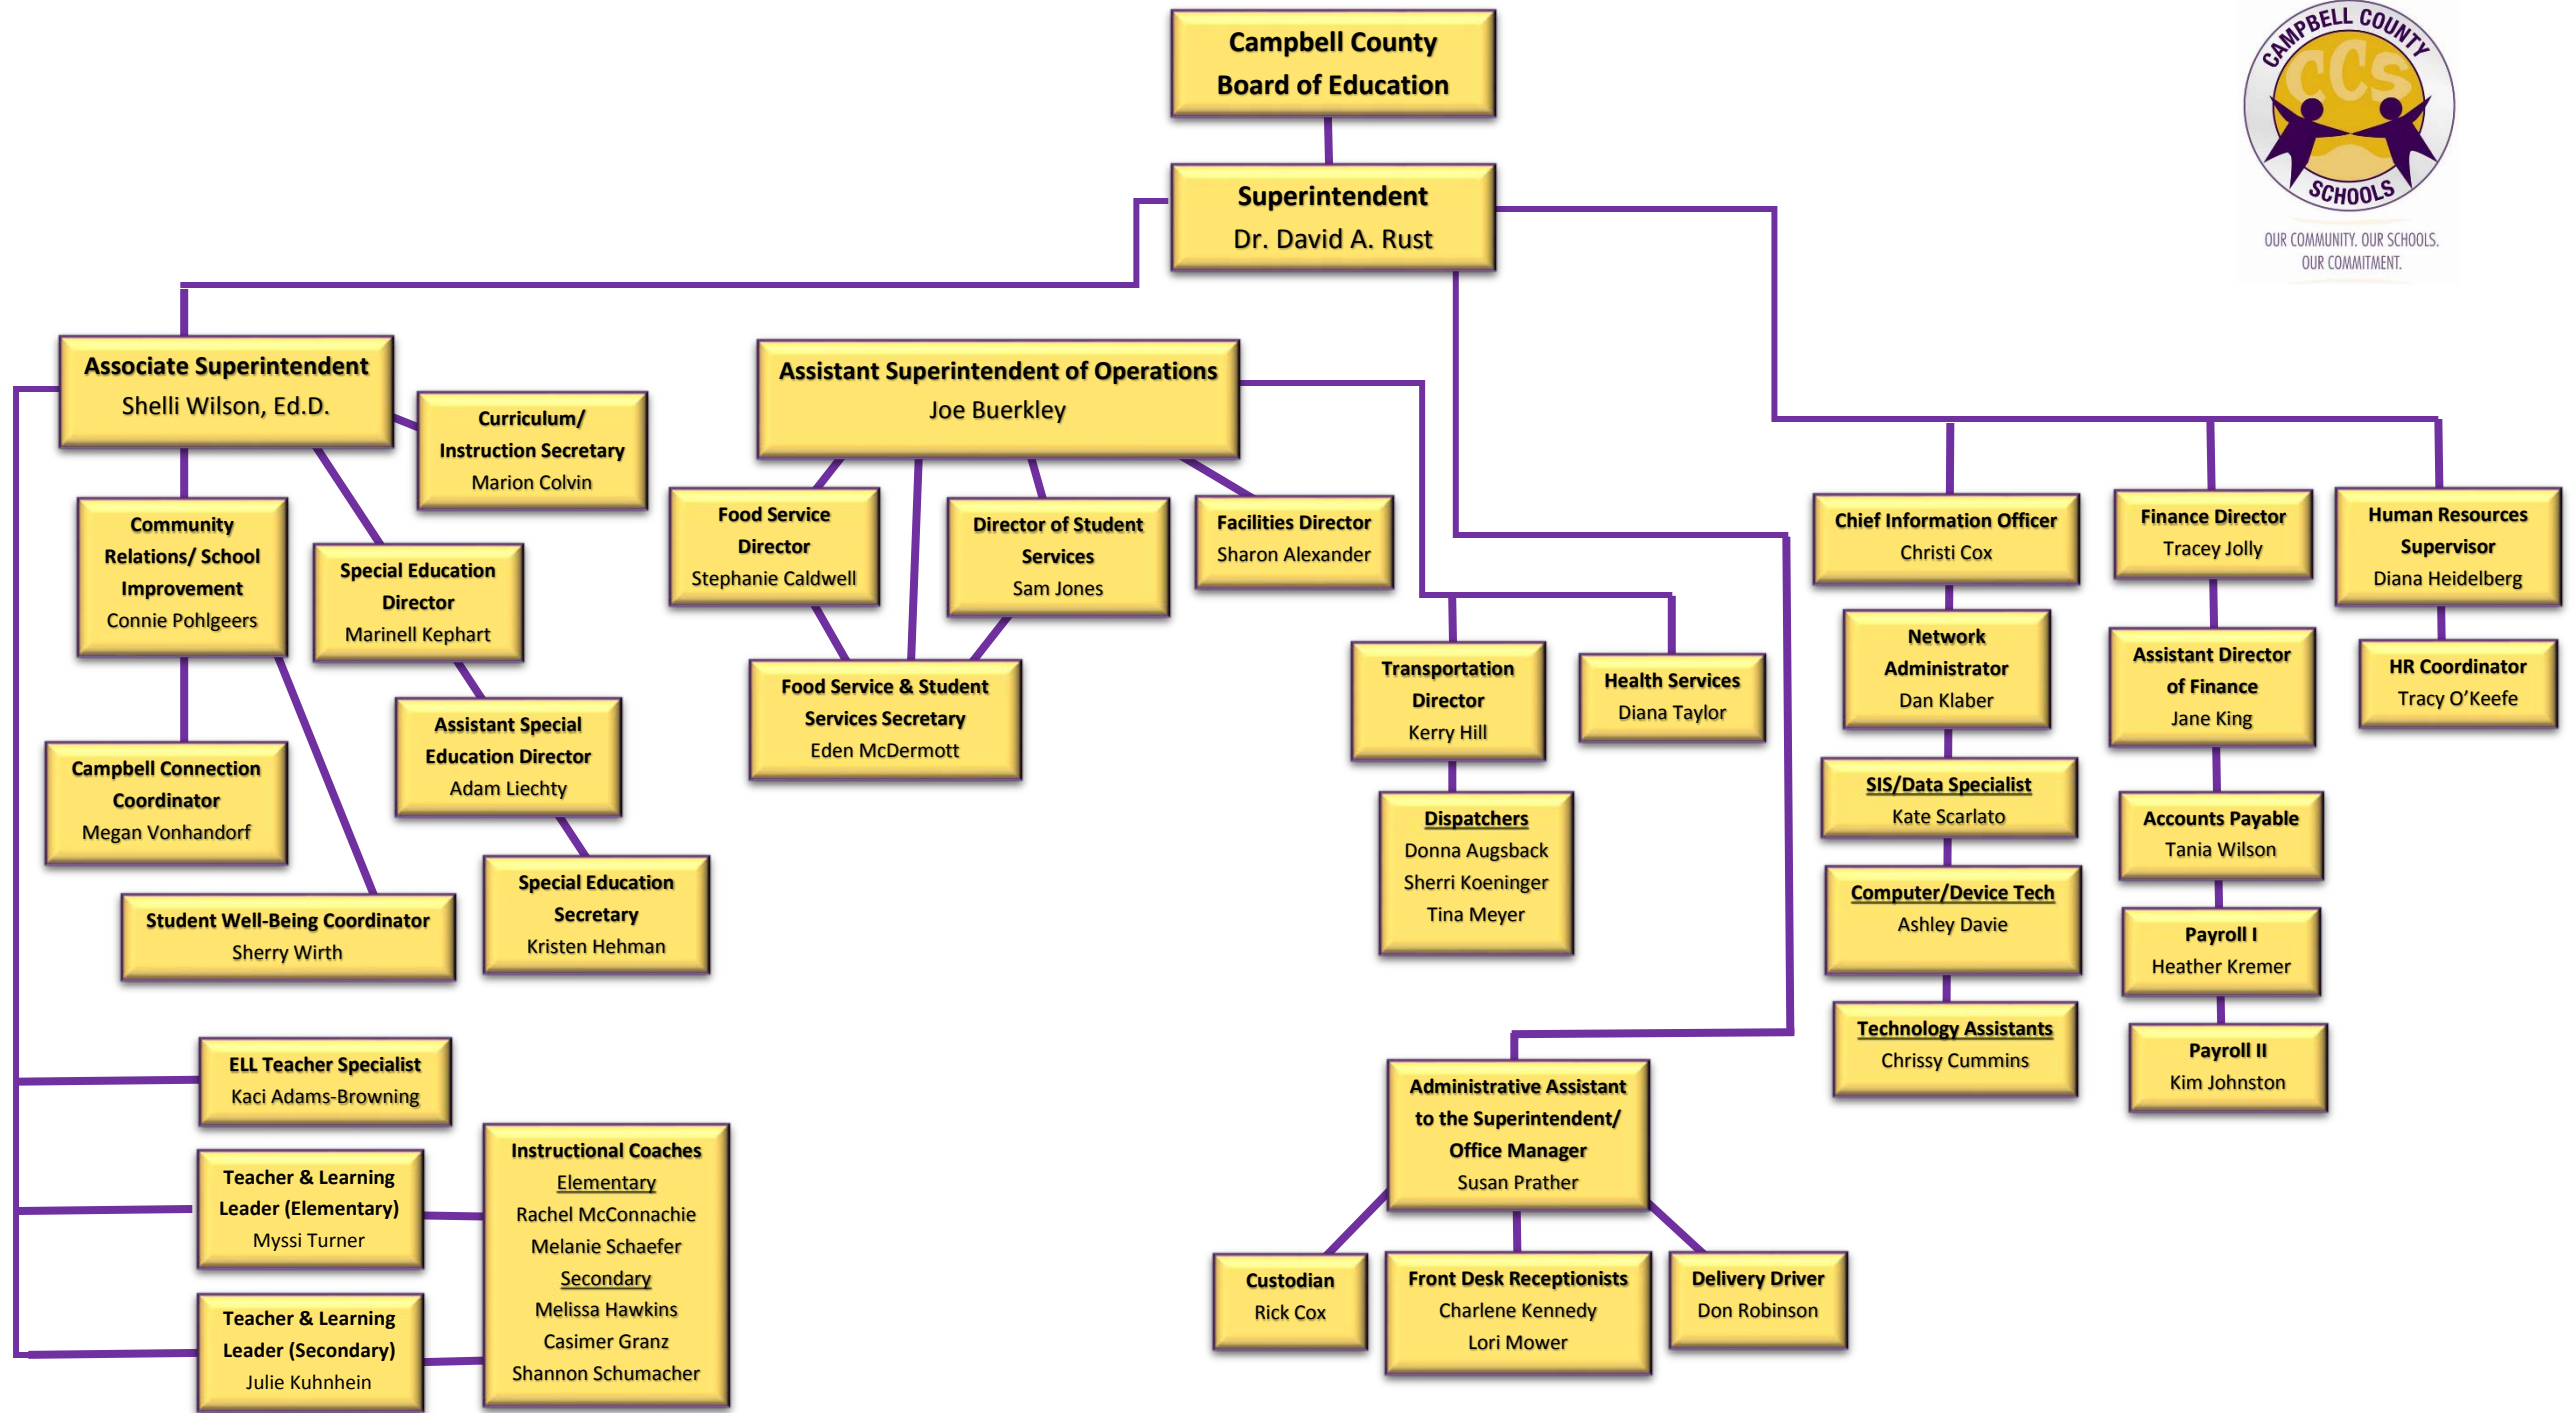 Campbell County
Board of Education
CAMPBELL COUNTY
CCS
SCHOOLS
OUR COMMUNITY. OUR SCHOOLS.
OUR COMMITMENT.
Superintendent
Dr. David A. Rust
Associate Superintendent
Shelli Wilson, Ed.D.
Curriculum/
Instruction Secretary
Marion Colvin
Community
Relations/ School
Improvement
Connie Pohlgeers
Special Education
Director
Marinell Kephart
Assistant Special
Education Director
Adam Liechty
Special Education
Secretary
Kristen Hehman
Campbell Connection
Coordinator
Megan Vonhandorf
Student Well-Being Coordinator
Sherry Wirth
ELL Teacher Specialist
Kaci Adams-Browning
Teacher & Learning
Leader (Elementary)
Myssi Turner
Teacher & Learning
Leader (Secondary)
Julie Kuhnhein
Instructional Coaches
Elementary
Rachel McConnachie
Melanie Schaefer
Secondary
Melissa Hawkins
Casimer Granz
Shannon Schumacher
Assistant Superintendent of Operations
Joe Buerkley
Food Service
Director
Stephanie Caldwell
Director of Student
Services
Sam Jones
Facilities Director
Sharon Alexander
Food Service & Student
Services Secretary
Eden McDermott
Transportation
Director
Kerry Hill
Health Services
Diana Taylor
Dispatchers
Donna Augsback
Sherri Koeninger
Tina Meyer
Administrative Assistant
to the Superintendent/
Office Manager
Susan Prather
Custodian
Rick Cox
Front Desk Receptionists
Charlene Kennedy
Lori Mower
Delivery Driver
Don Robinson
Chief Information Officer
Christi Cox
Network
Administrator
Dan Klaber
SIS/Data Specialist
Kate Scarlato
Computer/Device Tech
Ashley Davie
Technology Assistants
Chrissy Cummins
Finance Director
Tracey Jolly
Assistant Director
of Finance
Jane King
Accounts Payable
Tania Wilson
Payroll I
Heather Kremer
Payroll II
Kim Johnston
Human Resources
Supervisor
Diana Heidelberg
HR Coordinator
Tracy O’Keefe